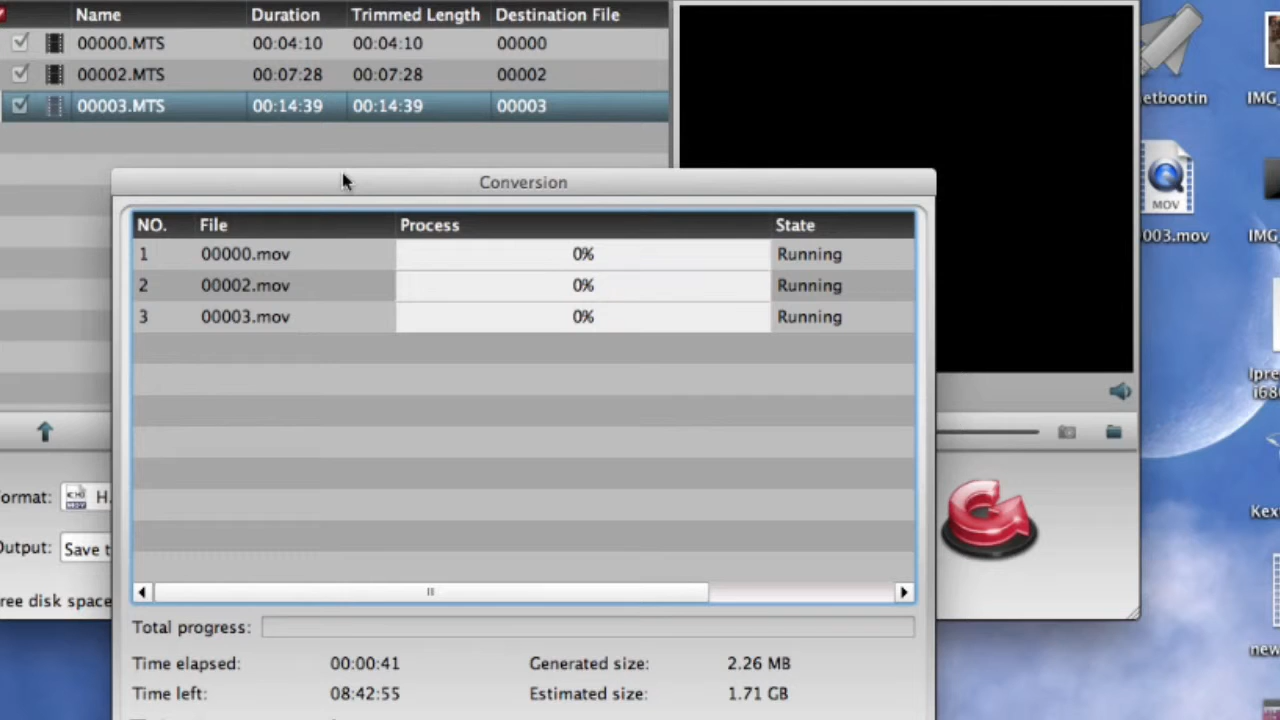 Name Duration Trimmed Length Destination File
00000.MTS 00:04:10 00:04:10 00000
00002.MTS 00:07:28 00:07:28 00002
00003.MTS 00:14:39 00:14:39 00003
etbootin IMG_
MOV
003.mov IMG_
Conversion
NO. File Process State
1 00000.mov 0% Running
2 00002.mov 0% Running
3 00003.mov 0% Running
Ipre
i686
ormat: H.
Output: Save t
ree disk space
Kex
new
Total progress:
Time elapsed: 00:00:41 Generated size: 2.26 MB
Time left: 08:42:55 Estimated size: 1.71 GB